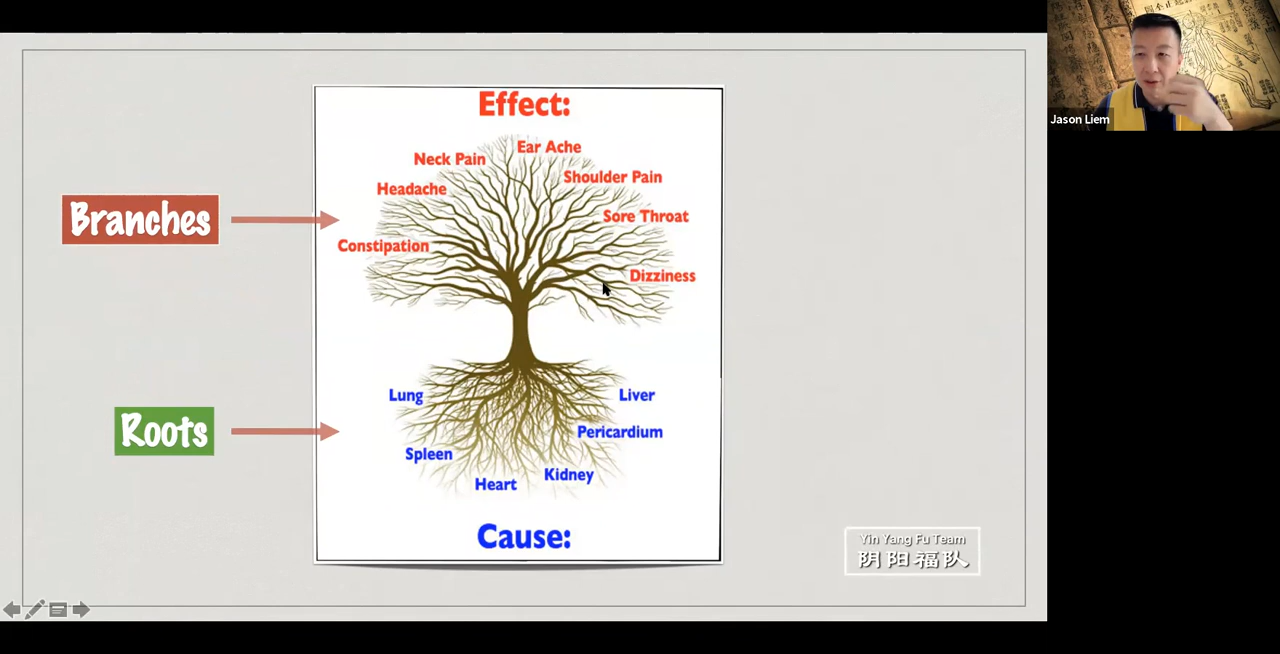 Effect:
Ear Ache
Neck Pain
Shoulder Pain
Headache
Branches
Sore Throat
Constipation
Dizziness
Lung
Liver
Roots
Pericardium
Spleen
Kidney
Heart
Cause:
Yin Yang Fu Team
阴阳福队
Jason Liem